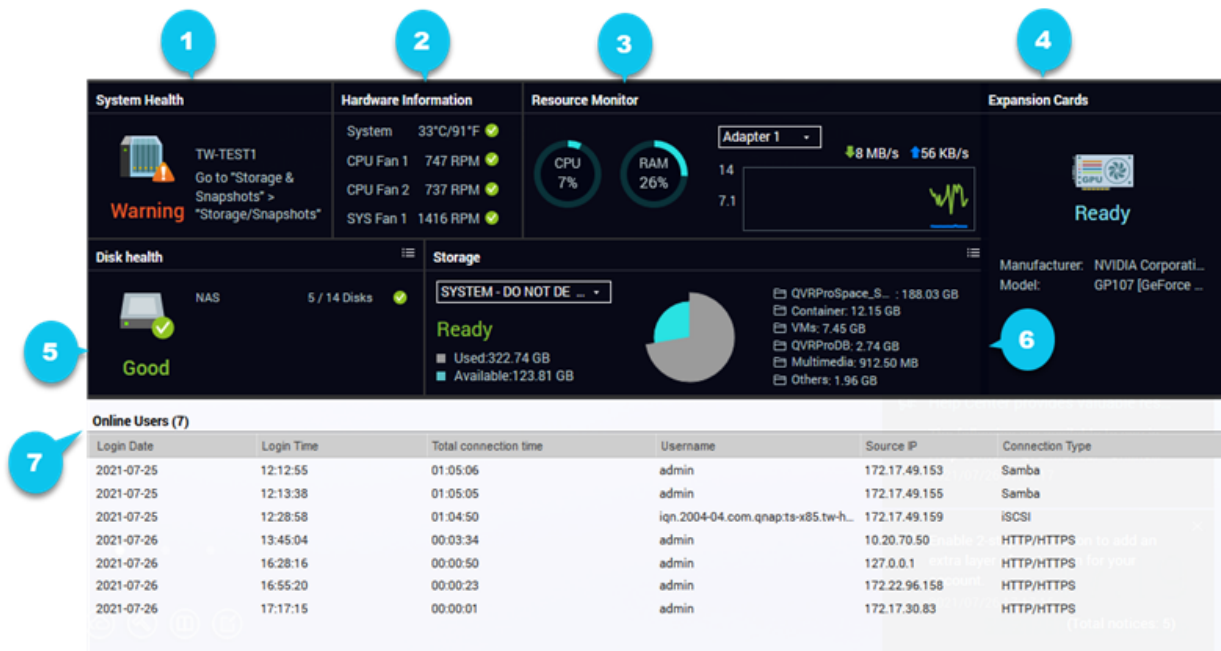 1
2
3
4
System Health
Warning
TW-TEST1
Go to "Storage &
Snapshots" >
"Storage/Snapshots"
Hardware Information
System 33°C/91°F
CPU Fan 1 747 RPM
CPU Fan 2 737 RPM
SYS Fan 1 1416 RPM
Resource Monitor
CPU
7%
RAM
26%
Adapter 1
8 MB/s 56 KB/s
14
7.1
Expansion Cards
GPU
Ready
Manufacturer: NVIDIA Corporati...
Model: GP107 [GeForce ...
5
Disk health
NAS 5 / 14 Disks
Good
Storage
SYSTEM - DO NOT DE ...
Ready
Used:322.74 GB
Available:123.81 GB
QVRProSpace_S... : 188.03 GB
Container: 12.15 GB
VMs: 7.45 GB
QVRProDB: 2.74 GB
Multimedia: 912.50 MB
Others: 1.96 GB
6
7
Online Users (7)
Login Date Login Time Total connection time Username Source IP Connection Type
2021-07-25 12:12:55 01:05:06 admin 172.17.49.153 Samba
2021-07-25 12:13:38 01:05:05 admin 172.17.49.155 Samba
2021-07-25 12:28:58 01:04:50 iqn.2004-04.com.qnap:ts-x85.tw-h... 172.17.49.159 iSCSI
2021-07-26 13:45:04 00:03:34 admin 10.20.70.50 HTTP/HTTPS
2021-07-26 16:28:16 00:00:50 admin 127.0.0.1 HTTP/HTTPS
2021-07-26 16:55:20 00:00:23 admin 172.22.96.158 HTTP/HTTPS
2021-07-26 17:17:15 00:00:01 admin 172.17.30.83 HTTP/HTTPS
(Total notices: 5)